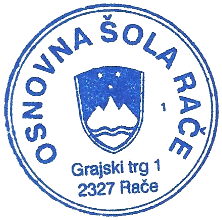 OSNOVNA ŠOLA RAČE
1
Grajski trg 1
2327 Rače